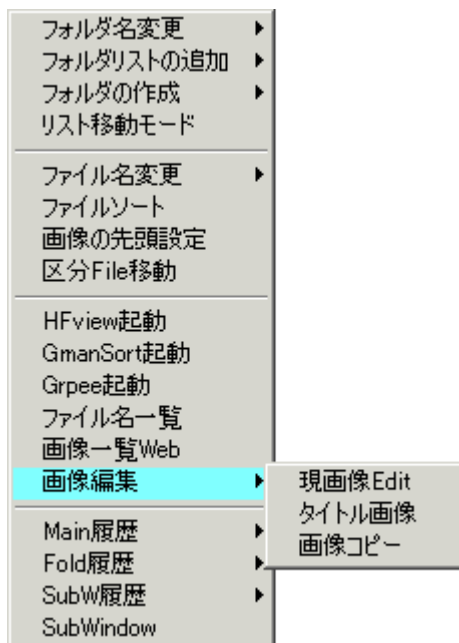 フォルダ名変更
フォルダリストの追加
フォルダの作成
リスト移動モード
ファイル名変更
ファイルソート
画像の先頭設定
区分File移動
HFview起動
GmanSort起動
Grpee起動
ファイル名一覧
画像一覧Web
画像編集
現画像Edit
タイトル画像
画像コピー
Main履歴
Fold履歴
SubW履歴
SubWindow